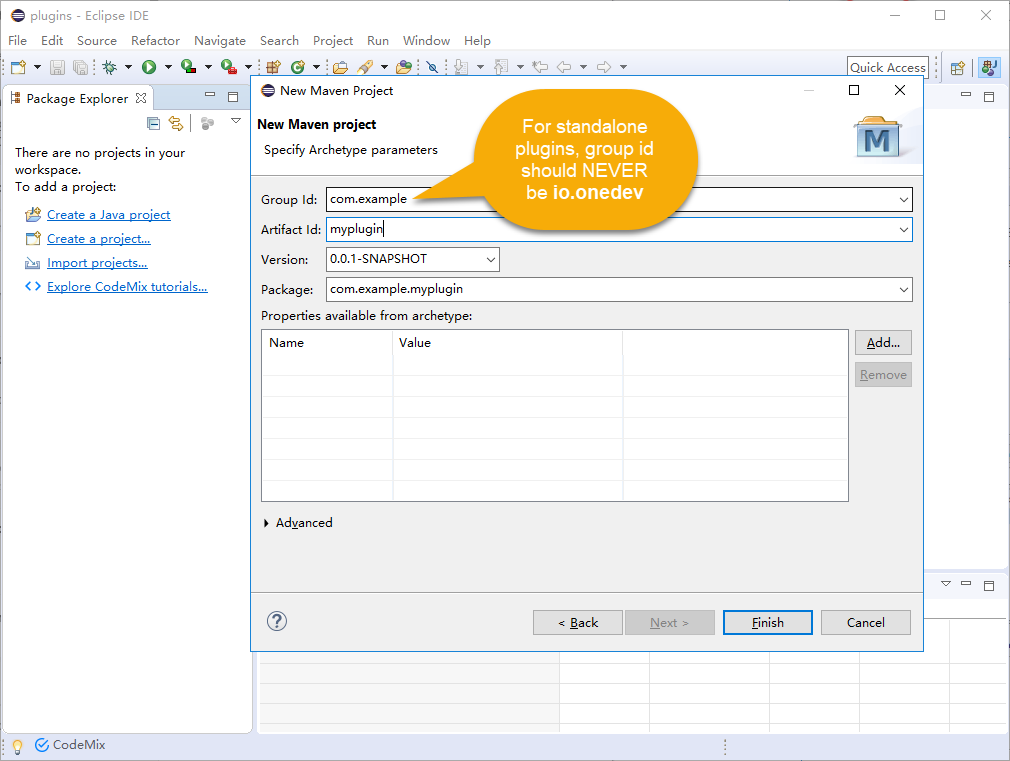 plugins - Eclipse IDE
File Edit Source Refactor Navigate Search Project Run Window Help
Quick Access
Package Explorer
There are no projects in your
workspace.
To add a project:
Create a Java project
Create a project...
Import projects...
Explore CodeMix tutorials...
New Maven Project
New Maven project
Specify Archetype parameters
M
For standalone
plugins, group id
should NEVER
be io.onedev
Group Id: com.example
Artifact Id: myplugin
Version: 0.0.1-SNAPSHOT
Package: com.example.myplugin
Properties available from archetype:
Name Value
Add...
Remove
Advanced
?
< Back Next > Finish Cancel
CodeMix